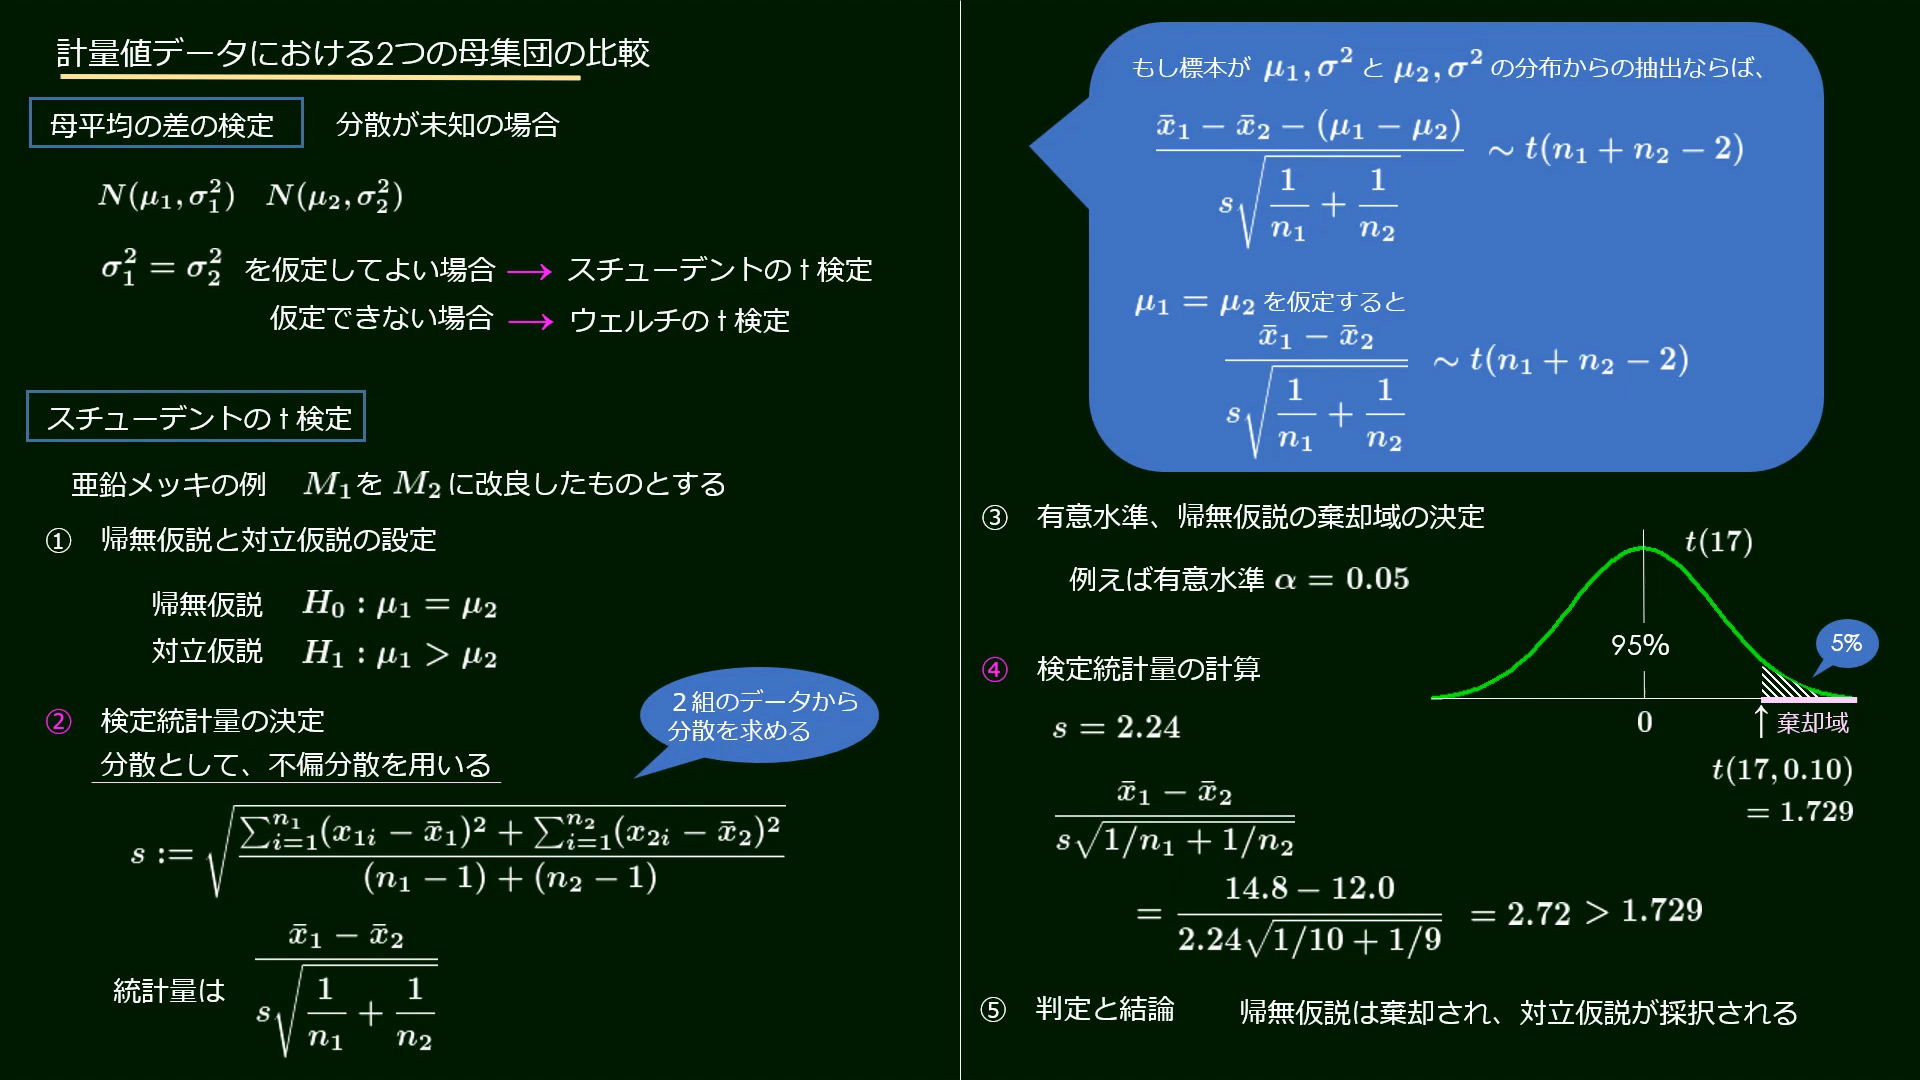 計量値データにおける2つの母集団の比較
母平均の差の検定 分散が未知の場合
N(μ₁, σ₁²) N(μ₂, σ₂²)
σ₁² = σ₂² を仮定してよい場合 → スチューデントの t 検定
仮定できない場合 → ウェルチの t 検定
スチューデントの t 検定
亜鉛メッキの例 M₁を M₂ に改良したものとする
① 帰無仮説と対立仮説の設定
帰無仮説 H₀ : μ₁ = μ₂
対立仮説 H₁ : μ₁ > μ₂
② 検定統計量の決定
2組のデータから
分散を求める
分散として、不偏分散を用いる
s := √((∑ᵢ₌₁ⁿ¹(x₁ᵢ − x̄₁)² + ∑ᵢ₌₁ⁿ²(x₂ᵢ − x̄₂)²) / ((n₁ − 1) + (n₂ − 1)))
統計量は (x̄₁ − x̄₂) / (s√(1/n₁ + 1/n₂))
もし標本が μ₁, σ² と μ₂, σ² の分布からの抽出ならば、
(x̄₁ − x̄₂ − (μ₁ − μ₂)) / (s√(1/n₁ + 1/n₂)) ∼ t(n₁ + n₂ − 2)
μ₁ = μ₂ を仮定すると
(x̄₁ − x̄₂) / (s√(1/n₁ + 1/n₂)) ∼ t(n₁ + n₂ − 2)
③ 有意水準、帰無仮説の棄却域の決定
例えば有意水準 α = 0.05
t(17)
95%
5%
0
↑ 棄却域
t(17, 0.10)
= 1.729
④ 検定統計量の計算
s = 2.24
(x̄₁ − x̄₂) / (s√(1/n₁ + 1/n₂))
= (14.8 − 12.0) / (2.24√(1/10 + 1/9)) = 2.72 > 1.729
⑤ 判定と結論 帰無仮説は棄却され、対立仮説が採択される